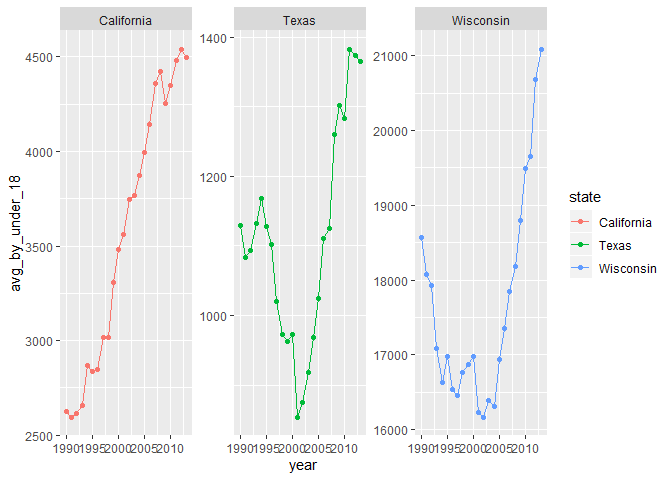 California
Texas
Wisconsin
4500
4000
3500
3000
2500
1400
1200
1000
21000
20000
19000
18000
17000
16000
avg_by_under_18
1990 1995 2000 2005 2010
1990 1995 2000 2005 2010
1990 1995 2000 2005 2010
year
state
California
Texas
Wisconsin